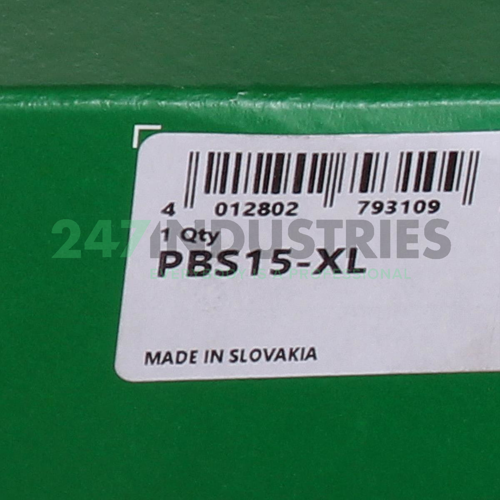 4 012802 793109
247INDUSTRIES
1 Qty
PBS15-XL
MADE IN SLOVAKIA